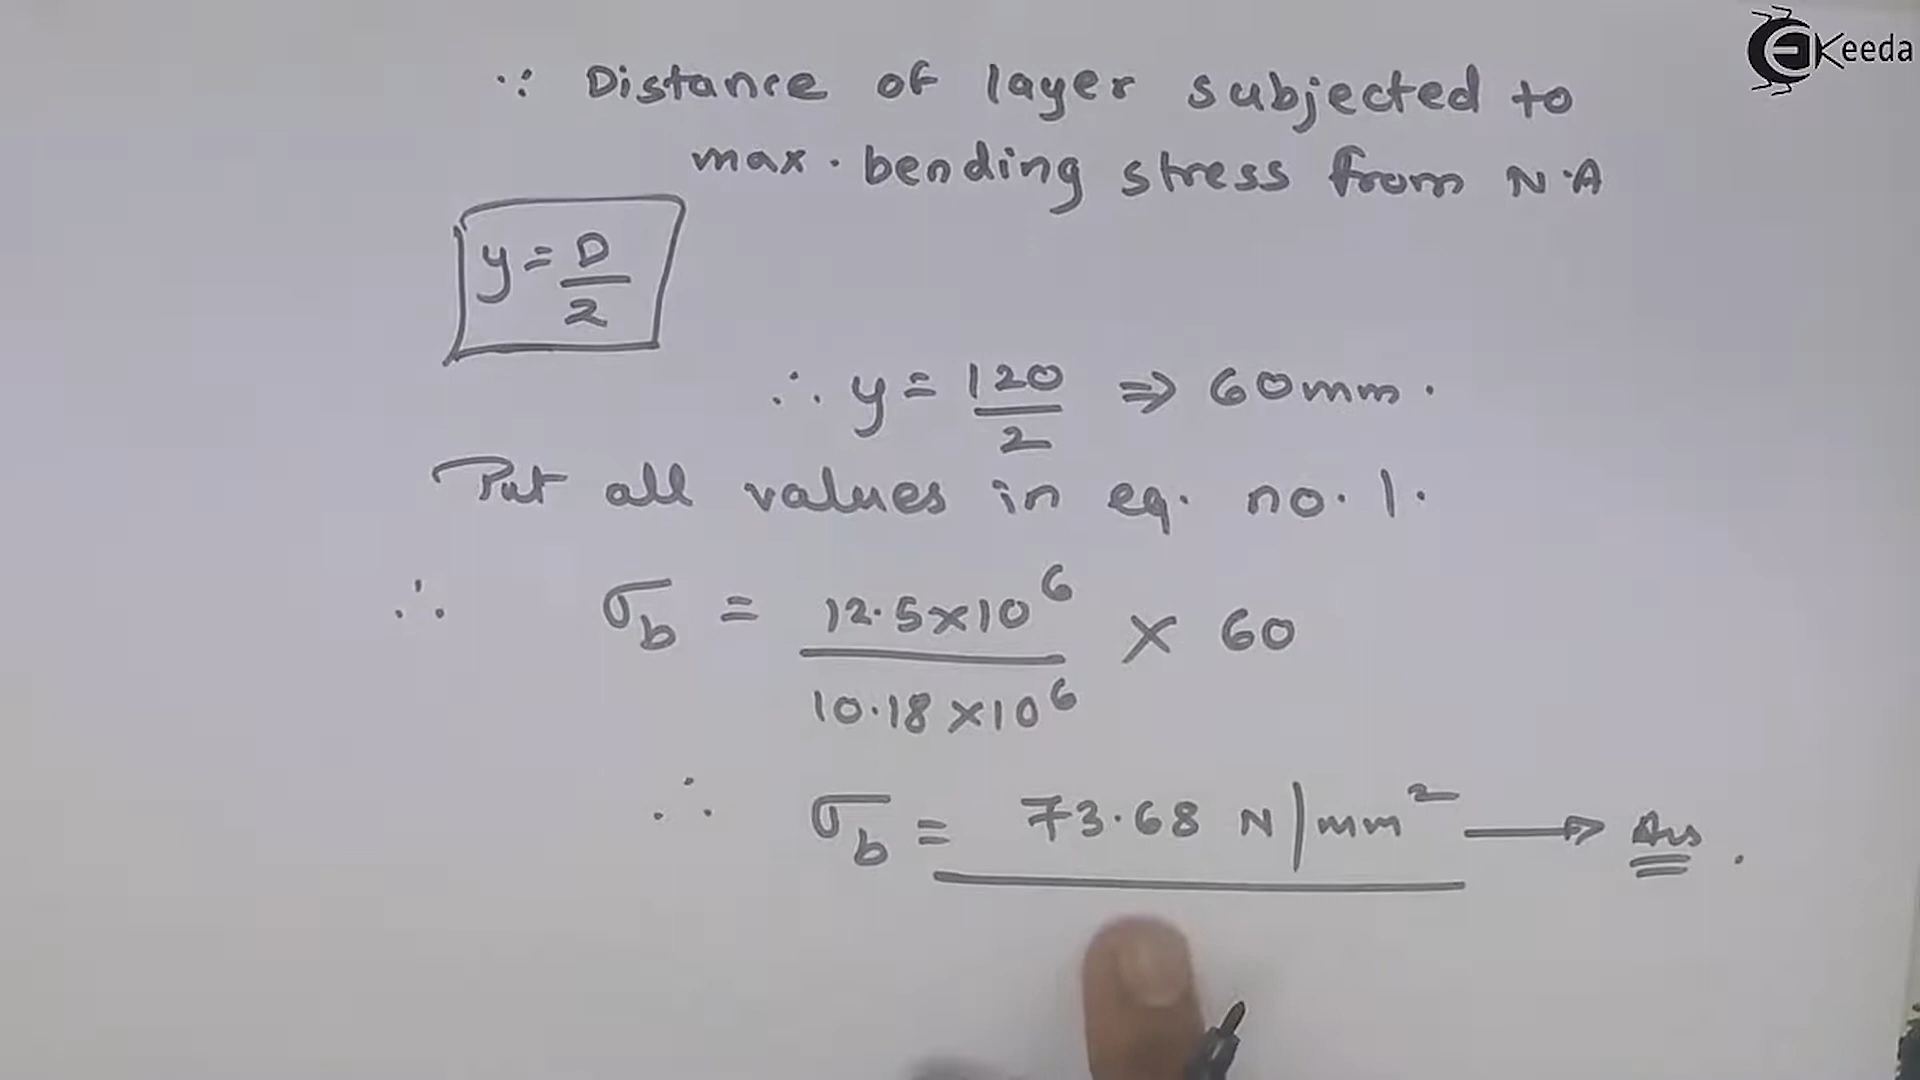 EKeeda
∵ Distance of layer subjected to
max. bending stress from N.A
y = D/2
∴ y = 120/2 ⇒ 60mm.
Put all values in eq. no. 1.
∴ σb = 12.5×10^6 / 10.18×10^6 × 60
∴ σb = 73.68 N/mm² → Ans.